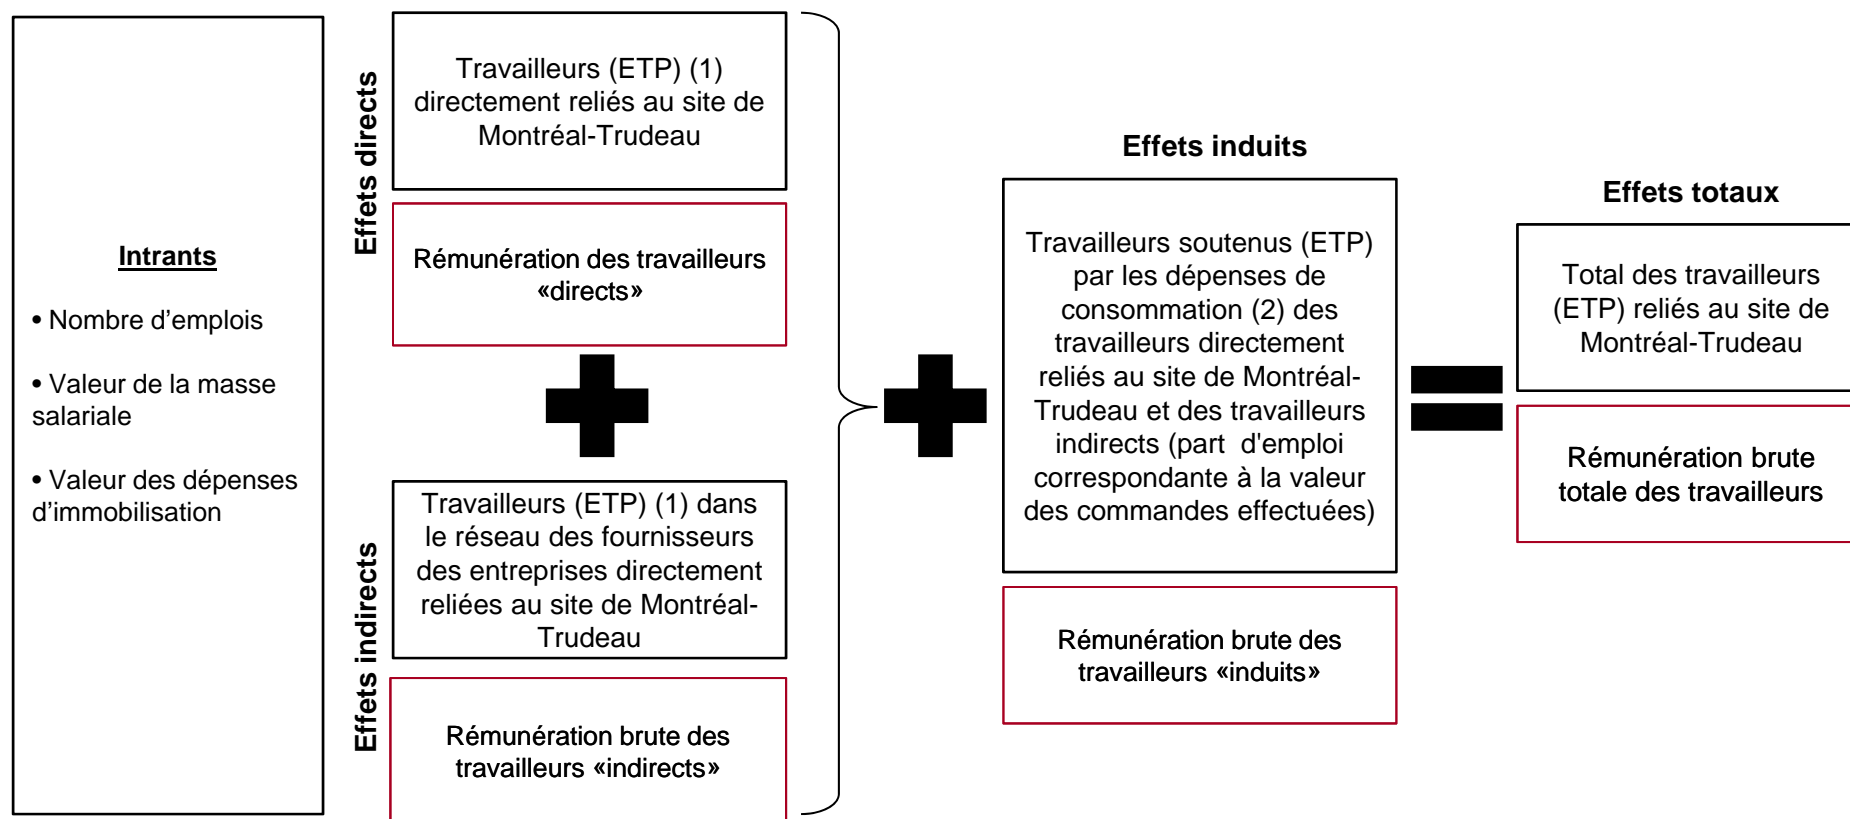 Intrants
• Nombre d'emplois
• Valeur de la masse
salariale
• Valeur des dépenses
d'immobilisation
Effets directs
Travailleurs (ETP) (1)
directement reliés au site de
Montréal-Trudeau
Rémunération des travailleurs
«directs»
Effets indirects
Travailleurs (ETP) (1) dans
le réseau des fournisseurs
des entreprises directement
reliées au site de Montréal-
Trudeau
Rémunération brute des
travailleurs «indirects»
Effets induits
Travailleurs soutenus (ETP)
par les dépenses de
consommation (2) des
travailleurs directement
reliés au site de Montréal-
Trudeau et des travailleurs
indirects (part d'emploi
correspondante à la valeur
des commandes effectuées)
Rémunération brute des
travailleurs «induits»
Effets totaux
Total des travailleurs
(ETP) reliés au site de
Montréal-Trudeau
Rémunération brute
totale des travailleurs